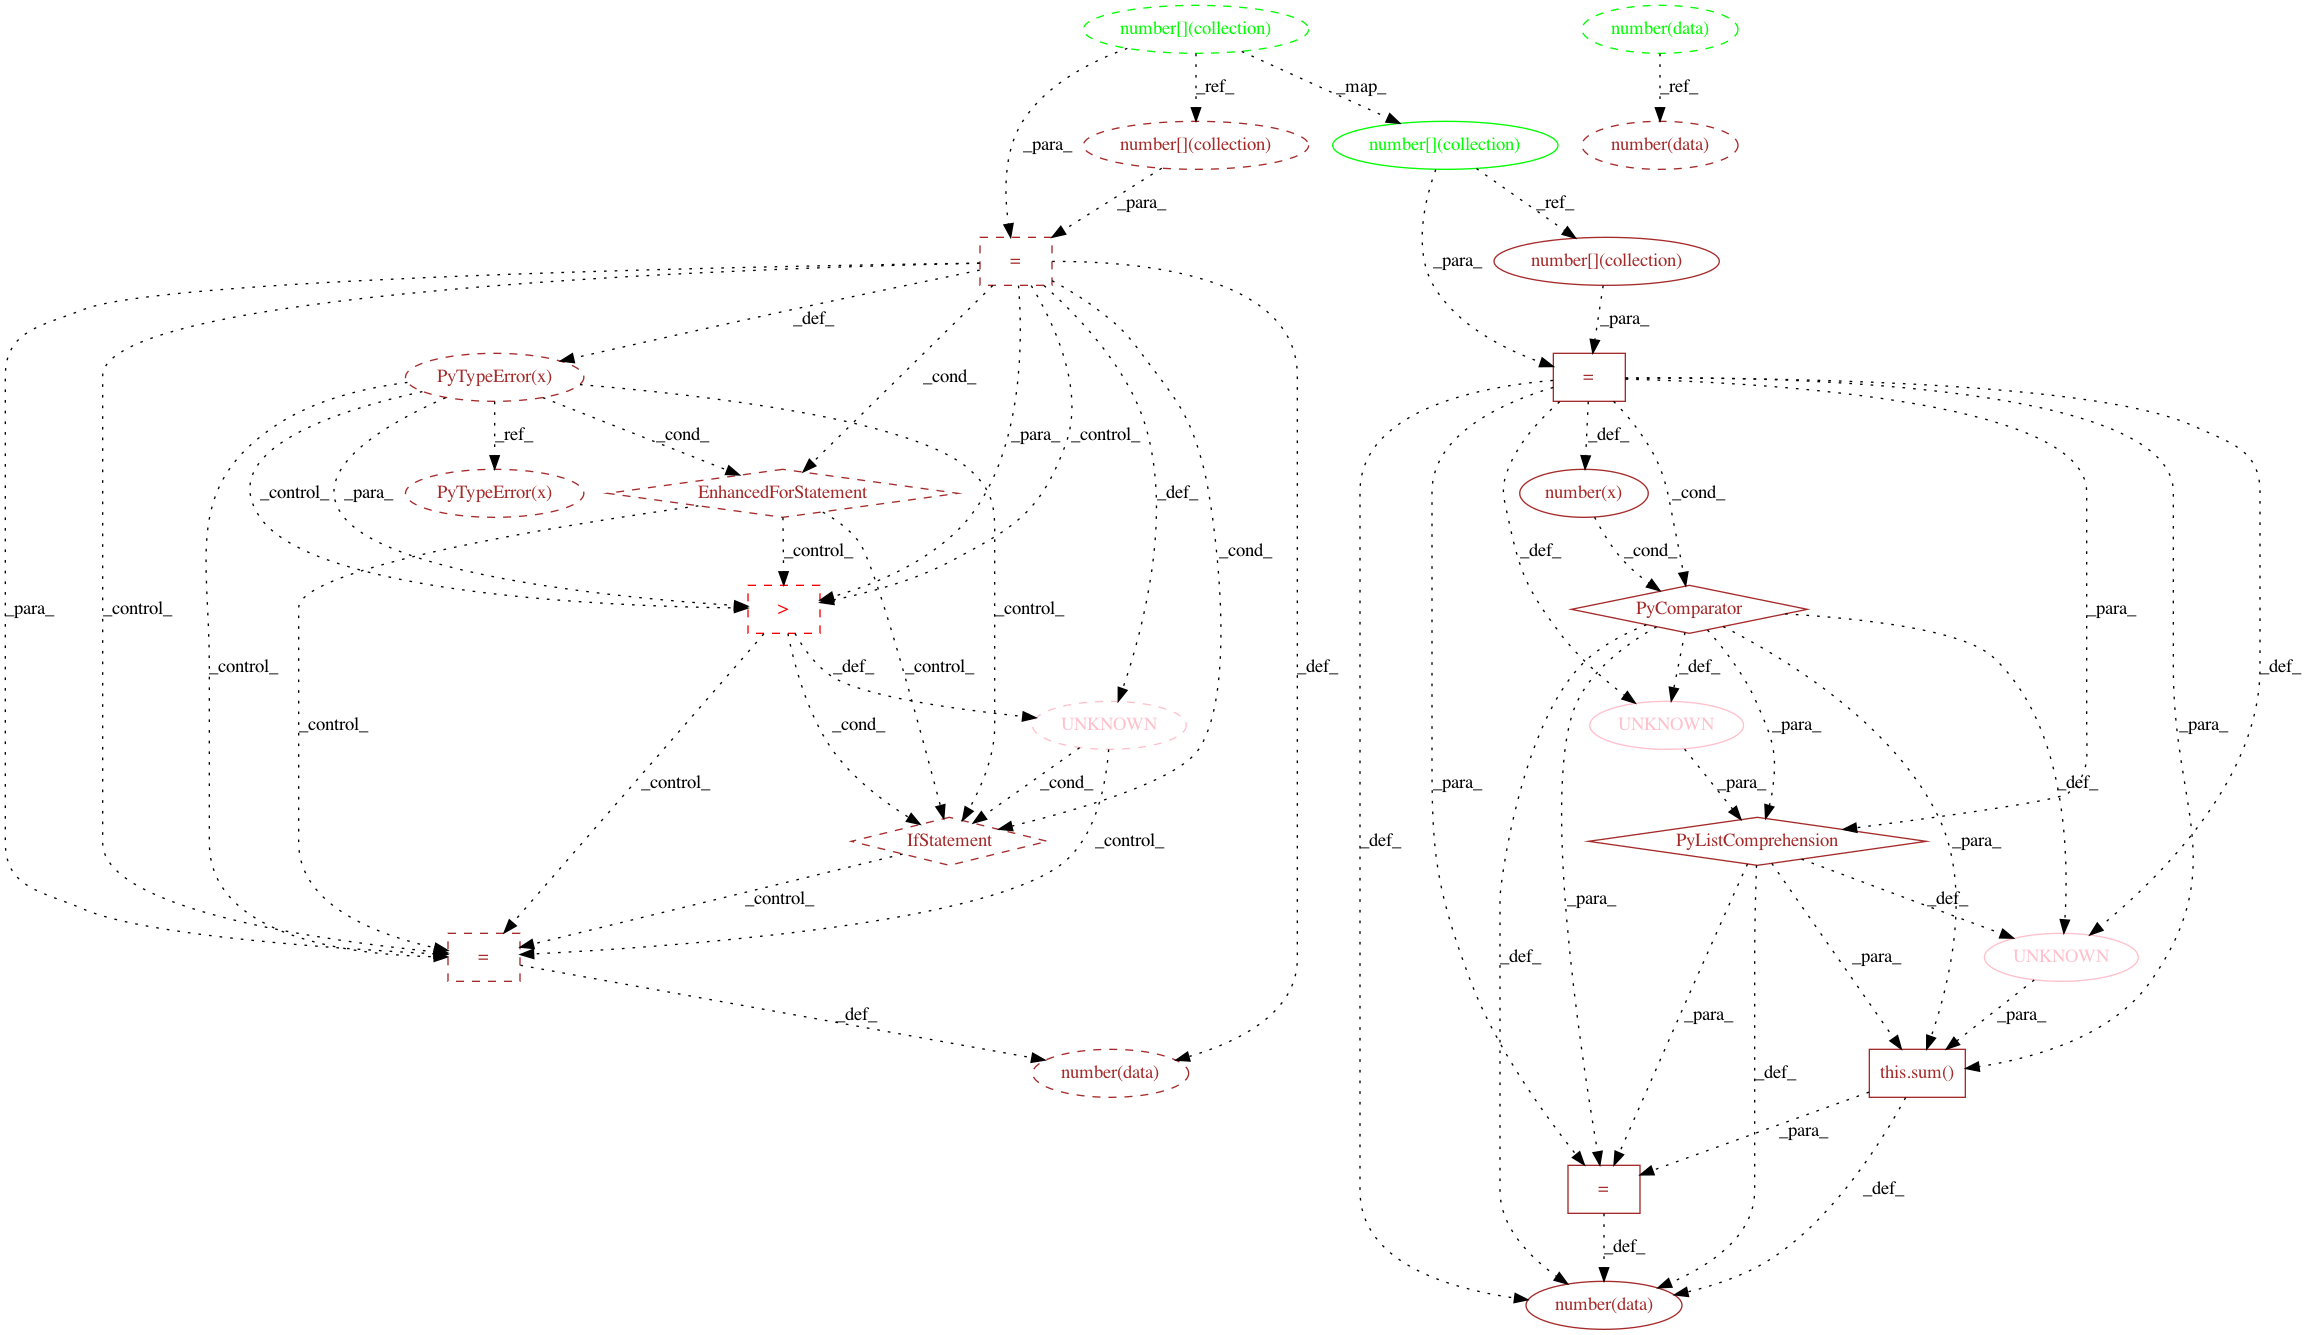 number[](collection)
number(data)
_ref_
_map_
_ref_
_para_
number[](collection)
number[](collection)
number(data)
_para_
_ref_
=
_para_
number[](collection)
_def_
_para_
PyTypeError(x)
_cond_
=
_ref_
_cond_
_para_
_control_
_def_
_control_
_para_
PyTypeError(x)
EnhancedForStatement
_def_
number(x)
_cond_
_control_
_cond_
_def_
_cond_
_para_
_control_
_control_
>
_control_
PyComparator
_para_
_control_
_def_
_control_
_def_
_def_
_def_
_control_
_cond_
UNKNOWN
UNKNOWN
_para_
_para_
_control_
_cond_
_para_
_para_
_def_
_def_
IfStatement
_control_
PyListComprehension
_para_
_control_
_para_
_def_
=
_def_
_para_
UNKNOWN
_def_
_para_
_para_
number(data)
_def_
this.sum()
_para_
=
_def_
_def_
number(data)